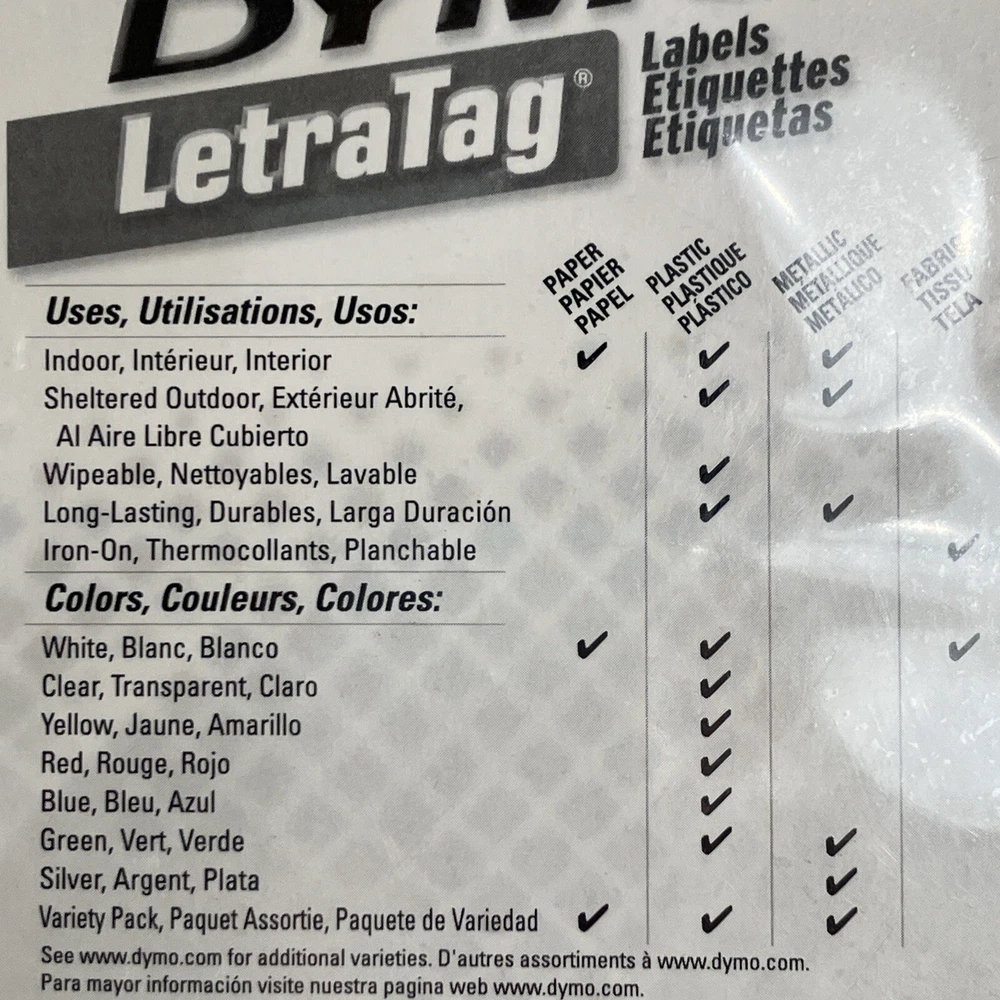 DYMO
LetraTag®
Labels
Etiquettes
Etiquetas
PAPER
PAPIER
PAPEL
PLASTIC
PLASTIQUE
PLÁSTICO
METALLIC
METALLIQUE
METÁLICO
FABRIC
TISSU
TELA
Uses, Utilisations, Usos:
Indoor, Intérieur, Interior ✓ ✓ ✓
Sheltered Outdoor, Extérieur Abrité, ✓ ✓
Al Aire Libre Cubierto
Wipeable, Nettoyables, Lavable ✓
Long-Lasting, Durables, Larga Duración ✓ ✓
Iron-On, Thermocollants, Planchable ✓
Colors, Couleurs, Colores:
White, Blanc, Blanco ✓ ✓ ✓
Clear, Transparent, Claro ✓
Yellow, Jaune, Amarillo ✓
Red, Rouge, Rojo ✓
Blue, Bleu, Azul ✓
Green, Vert, Verde ✓ ✓
Silver, Argent, Plata ✓
Variety Pack, Paquet Assortie, Paquete de Variedad ✓ ✓ ✓
See www.dymo.com for additional varieties. D'autres assortiments à www.dymo.com.
Para mayor información visite nuestra pagina web www.dymo.com.